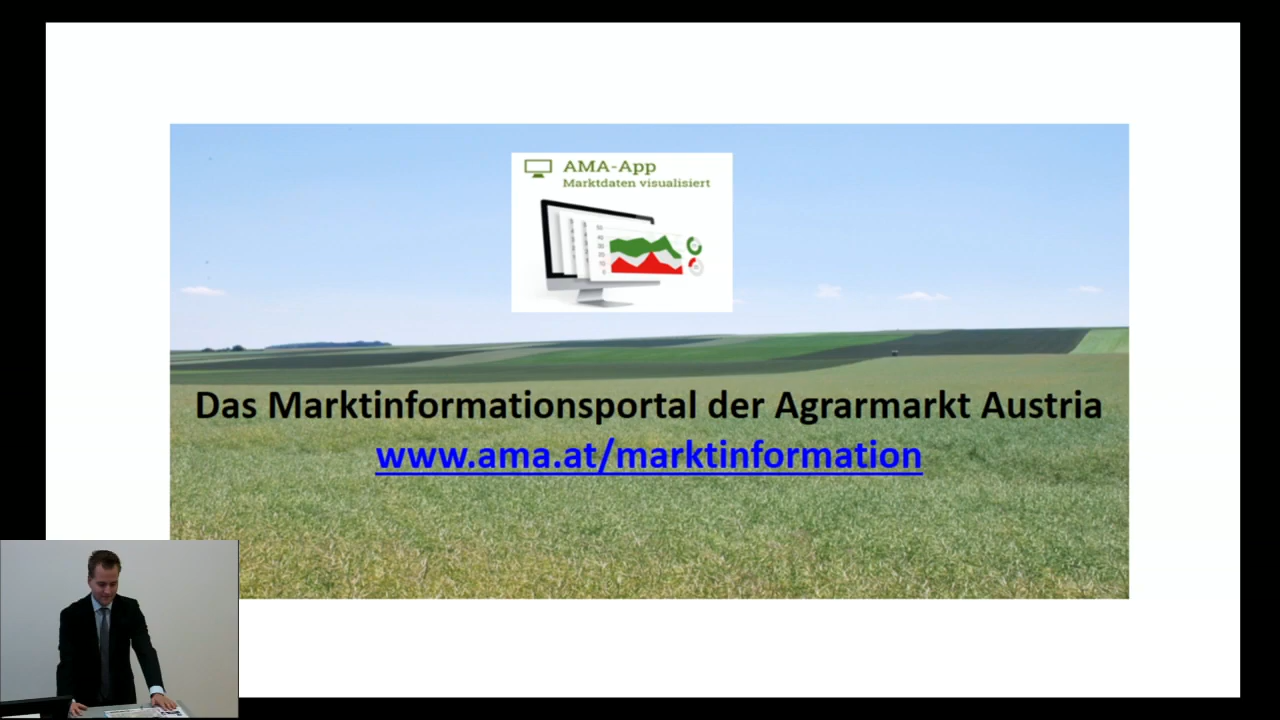 AMA-App
Marktdaten visualisiert
Das Marktinformationsportal der Agrarmarkt Austria
www.ama.at/marktinformation